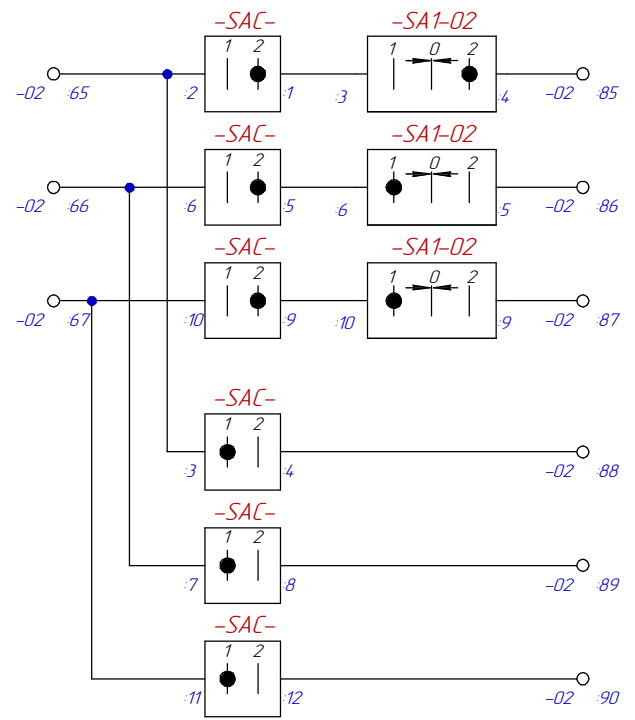 -SAC- -SA1-02
1 2 1 0 2
-02 :65 :2 :1 :3 :4 -02 :85
-SAC- -SA1-02
1 2 1 0 2
-02 :66 :6 :5 :6 :5 -02 :86
-SAC- -SA1-02
1 2 1 0 2
-02 :67 :10 :9 :10 :9 -02 :87
-SAC-
1 2
:3 :4 -02 :88
-SAC-
1 2
:7 :8 -02 :89
-SAC-
1 2
:11 :12 -02 :90